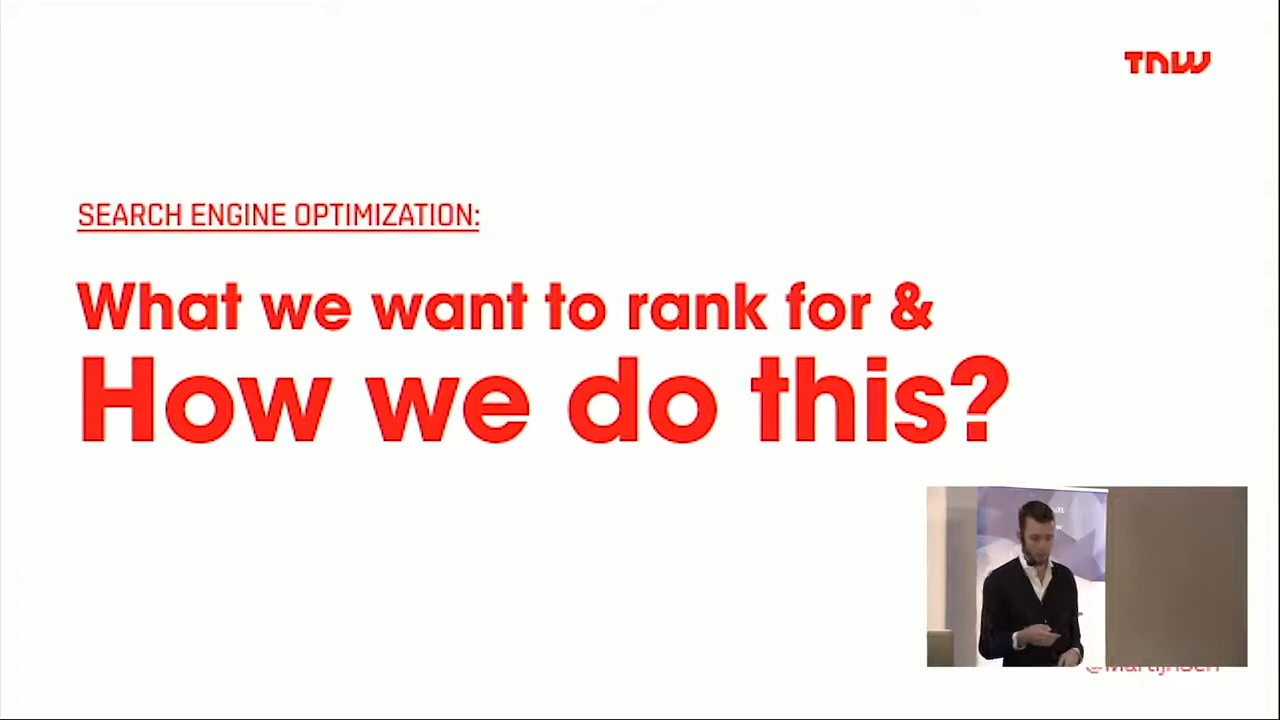 TNW
SEARCH ENGINE OPTIMIZATION:
What we want to rank for &
How we do this?